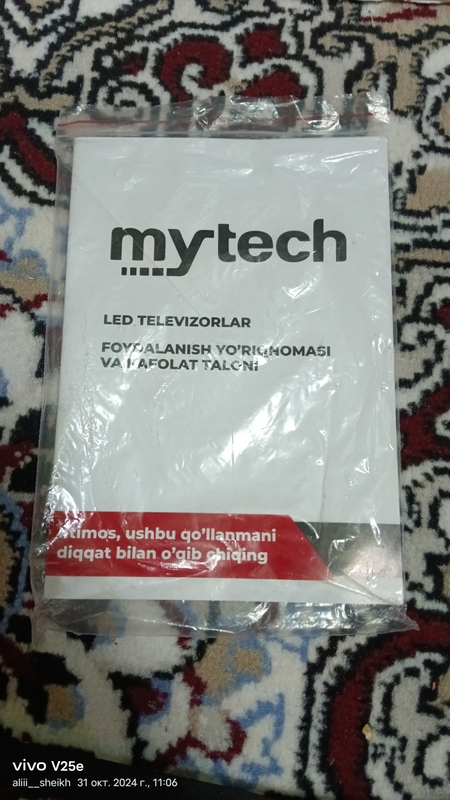 mytech
LED TELEVIZORLAR
FOYDALANISH YO'RIQNOMASI
VA KAFOLAT TALONI
Iltimos, ushbu qo'llanmani
diqqat bilan o'qib chiqing
vivo V25e
aliii__sheikh 31 окт. 2024 г., 11:06